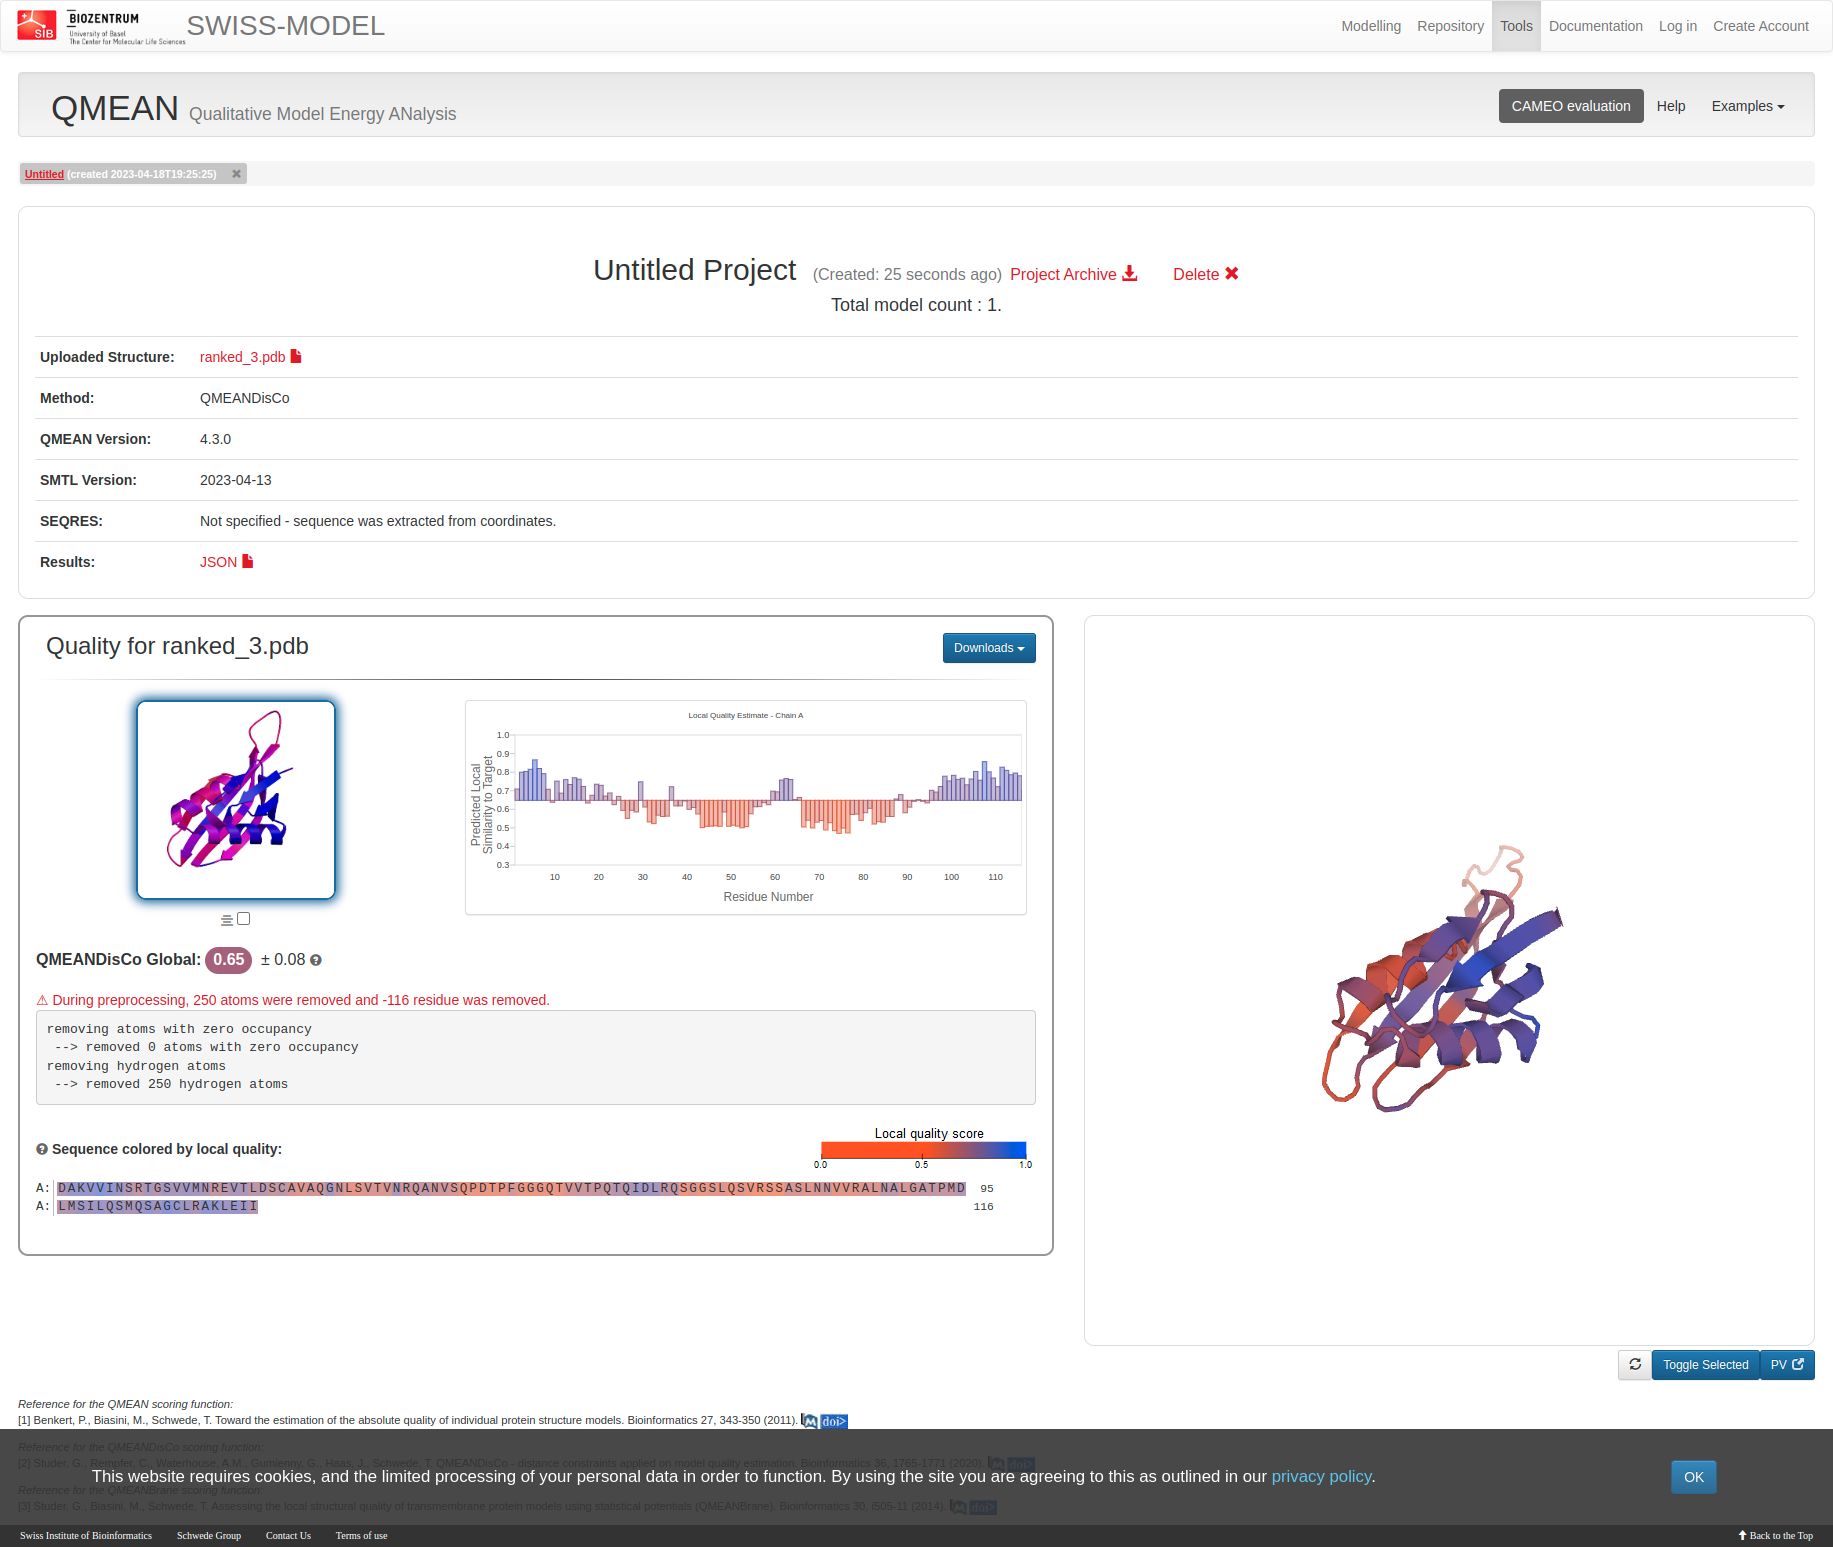 SIB
BIOZENTRUM
University of Basel
The Center for Molecular Life Sciences
SWISS-MODEL
Modelling Repository Tools Documentation Log in Create Account
QMEAN Qualitative Model Energy ANAlysis
CAMEO evaluation Help Examples
Untitled (created 2023-04-18T19:25:25)
Untitled Project (Created: 25 seconds ago) Project Archive Delete
Total model count : 1.
Uploaded Structure: ranked_3.pdb
Method: QMEANDisCo
QMEAN Version: 4.3.0
SMTL Version: 2023-04-13
SEQRES: Not specified - sequence was extracted from coordinates.
Results: JSON
Quality for ranked_3.pdb
Downloads
Local Quality Estimate - Chain A
Predicted Local
Similarity to Target
1.0
0.9
0.8
0.7
0.6
0.5
0.4
0.3
10 20 30 40 50 60 70 80 90 100 110
Residue Number
QMEANDisCo Global: 0.65 ± 0.08
⚠ During preprocessing, 250 atoms were removed and -116 residue was removed.
removing atoms with zero occupancy
--> removed 0 atoms with zero occupancy
removing hydrogen atoms
--> removed 250 hydrogen atoms
Sequence colored by local quality:
Local quality score
0.0 0.5 1.0
A: DAKVVINSRTGSVVMNREVTLDSCAVAQGNLSVTVNRQANVSQPDTPFGGGQTVVTPQTQIDLRQSGGSLQSVRSSASLNNVVRALNALGATPMD 95
A: LMSILQSMQSAGCLRAKLEII 116
Toggle Selected PV
Reference for the QMEAN scoring function:
[1] Benkert, P., Biasini, M., Schwede, T. Toward the estimation of the absolute quality of individual protein structure models. Bioinformatics 27, 343-350 (2011). doi>
Reference for the QMEANDisCo scoring function:
[2] Studer, G., Rempfer, C., Waterhouse, A.M., Gumienny, G., Haas, J., Schwede, T. QMEANDisCo - distance constraints applied on model quality estimation. Bioinformatics 36, 1765-1771 (2020). doi>
This website requires cookies, and the limited processing of your personal data in order to function. By using the site you are agreeing to this as outlined in our privacy policy.
OK
Reference for the QMEANBrane scoring function:
[3] Studer, G., Biasini, M., Schwede, T. Assessing the local structural quality of transmembrane protein models using statistical potentials (QMEANBrane). Bioinformatics 30, i505-11 (2014). doi>
Swiss Institute of Bioinformatics Schwede Group Contact Us Terms of use
Back to the Top